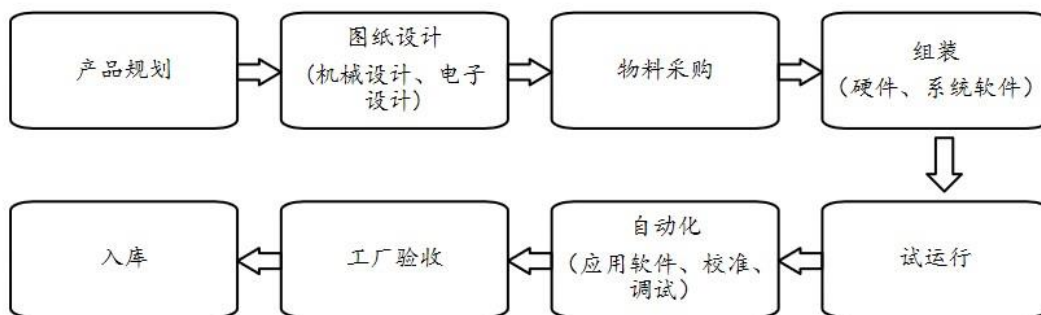 产品规划
图纸设计
(机械设计、电子
设计)
物料采购
组装
（硬件、系统软件）
试运行
自动化
（应用软件、校准、
调试）
工厂验收
入库